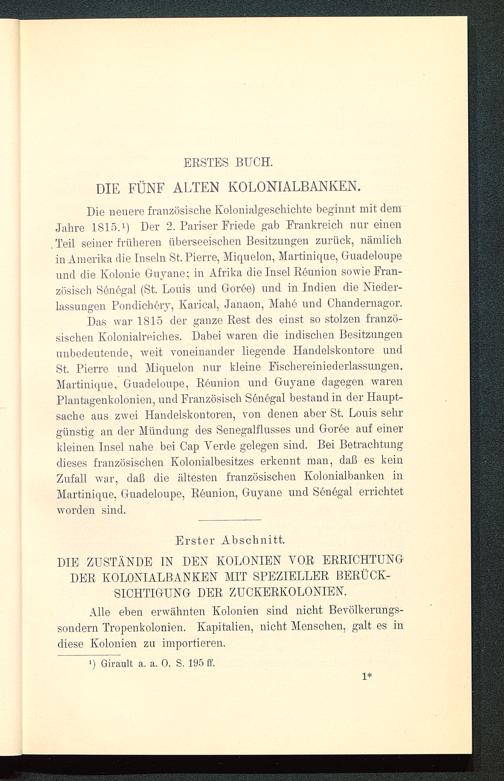 ERSTES BUCH.
DIE FÜNF ALTEN KOLONIALBANKEN.
Die neuere französische Kolonialgeschichte beginnt mit dem
Jahre 1815.¹) Der 2. Pariser Friede gab Frankreich nur einen
Teil seiner früheren überseeischen Besitzungen zurück, nämlich
in Amerika die Inseln St. Pierre, Miquelon, Martinique, Guadeloupe
und die Kolonie Guyane; in Afrika die Insel Réunion sowie Fran-
zösisch Sénégal (St. Louis und Gorée) und in Indien die Nieder-
lassungen Pondichéry, Karical, Janaon, Mahé und Chandernagor.
Das war 1815 der ganze Rest des einst so stolzen franzö-
sischen Kolonialreiches. Dabei waren die indischen Besitzungen
unbedeutende, weit voneinander liegende Handelskontore und
St. Pierre und Miquelon nur kleine Fischereiniederlassungen.
Martinique, Guadeloupe, Réunion und Guyane dagegen waren
Plantagenkolonien, und Französisch Sénégal bestand in der Haupt-
sache aus zwei Handelskontoren, von denen aber St. Louis sehr
günstig an der Mündung des Senegalflusses und Gorée auf einer
kleinen Insel nahe bei Cap Verde gelegen sind. Bei Betrachtung
dieses französischen Kolonialbesitzes erkennt man, daß es kein
Zufall war, daß die ältesten französischen Kolonialbanken in
Martinique, Guadeloupe, Réunion, Guyane und Sénégal errichtet
worden sind.
Erster Abschnitt.
DIE ZUSTÄNDE IN DEN KOLONIEN VOR ERRICHTUNG
DER KOLONIALBANKEN MIT SPEZIELLER BERÜCK-
SICHTIGUNG DER ZUCKERKOLONIEN.
Alle eben erwähnten Kolonien sind nicht Bevölkerungs-
sondern Tropenkolonien. Kapitalien, nicht Menschen, galt es in
diese Kolonien zu importieren.
¹) Girault a. a. O. S. 195 ff.
1*